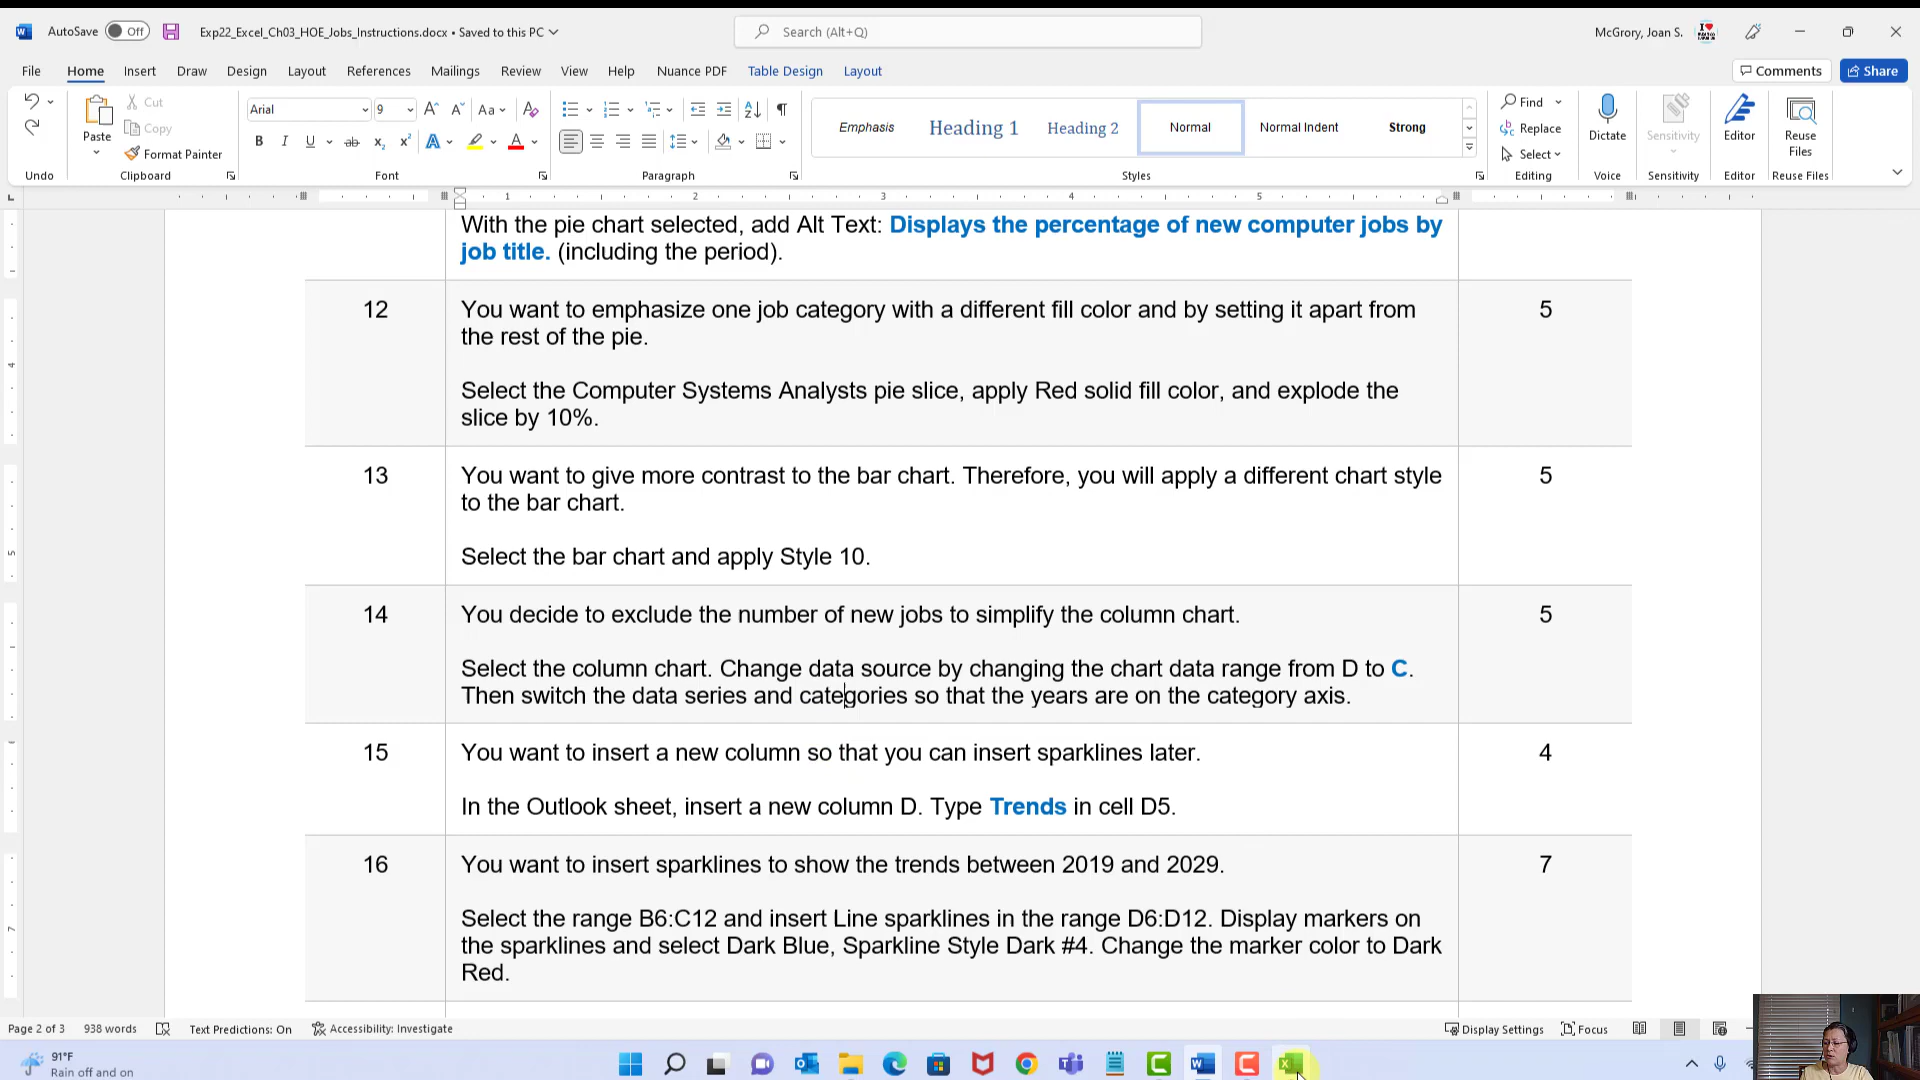 AutoSave Off Exp22_Excel_Ch03_HOE_Jobs_Instructions.docx • Saved to this PC Search (Alt+Q) McGrory, Joan S.
File Home Insert Draw Design Layout References Mailings Review View Help Nuance PDF Table Design Layout Comments Share
Cut Arial 9 Aa Find
Paste Copy Emphasis Heading 1 Heading 2 Normal Normal Indent Strong Replace Dictate Sensitivity Editor Reuse Files
Format Painter B I U ab x₂ x² A A Select
Undo Clipboard Font Paragraph Styles Editing Voice Sensitivity Editor Reuse Files
1 2 3 4 5
With the pie chart selected, add Alt Text: Displays the percentage of new computer jobs by
job title. (including the period).
12 You want to emphasize one job category with a different fill color and by setting it apart from 5
the rest of the pie.
Select the Computer Systems Analysts pie slice, apply Red solid fill color, and explode the
slice by 10%.
13 You want to give more contrast to the bar chart. Therefore, you will apply a different chart style 5
to the bar chart.
Select the bar chart and apply Style 10.
14 You decide to exclude the number of new jobs to simplify the column chart. 5
Select the column chart. Change data source by changing the chart data range from D to C.
Then switch the data series and categories so that the years are on the category axis.
15 You want to insert a new column so that you can insert sparklines later. 4
In the Outlook sheet, insert a new column D. Type Trends in cell D5.
16 You want to insert sparklines to show the trends between 2019 and 2029. 7
Select the range B6:C12 and insert Line sparklines in the range D6:D12. Display markers on
the sparklines and select Dark Blue, Sparkline Style Dark #4. Change the marker color to Dark
Red.
Page 2 of 3 938 words Text Predictions: On Accessibility: Investigate Display Settings Focus
91°F
Rain off and on